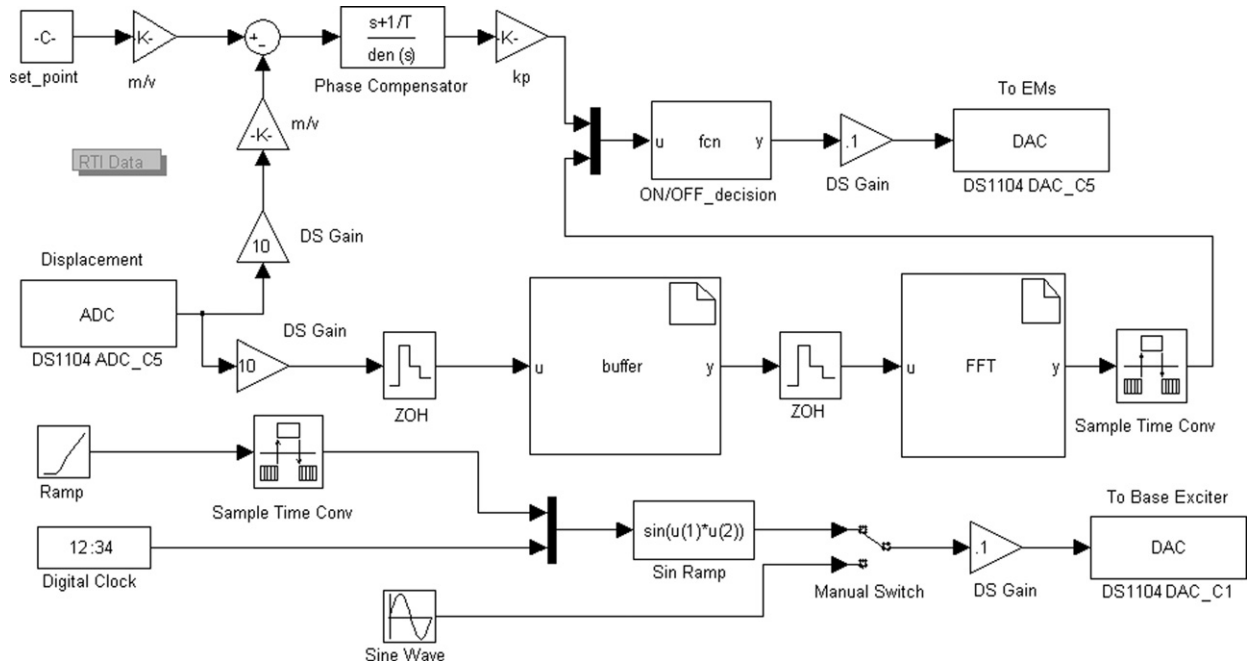 -C-
set_point
-K-
m/v
+
-
s+1/T
den (s)
Phase Compensator
-K-
kp
-K-
m/v
RTI Data
10
DS Gain
u fcn y
ON/OFF_decision
.1
DS Gain
To EMs
DAC
DS1104 DAC_C5
Displacement
ADC
DS1104 ADC_C5
10
DS Gain
ZOH
u buffer y
ZOH
u FFT y
Sample Time Conv
Ramp
Sample Time Conv
12:34
Digital Clock
sin(u(1)*u(2))
Sin Ramp
Sine Wave
Manual Switch
.1
DS Gain
To Base Exciter
DAC
DS1104 DAC_C1